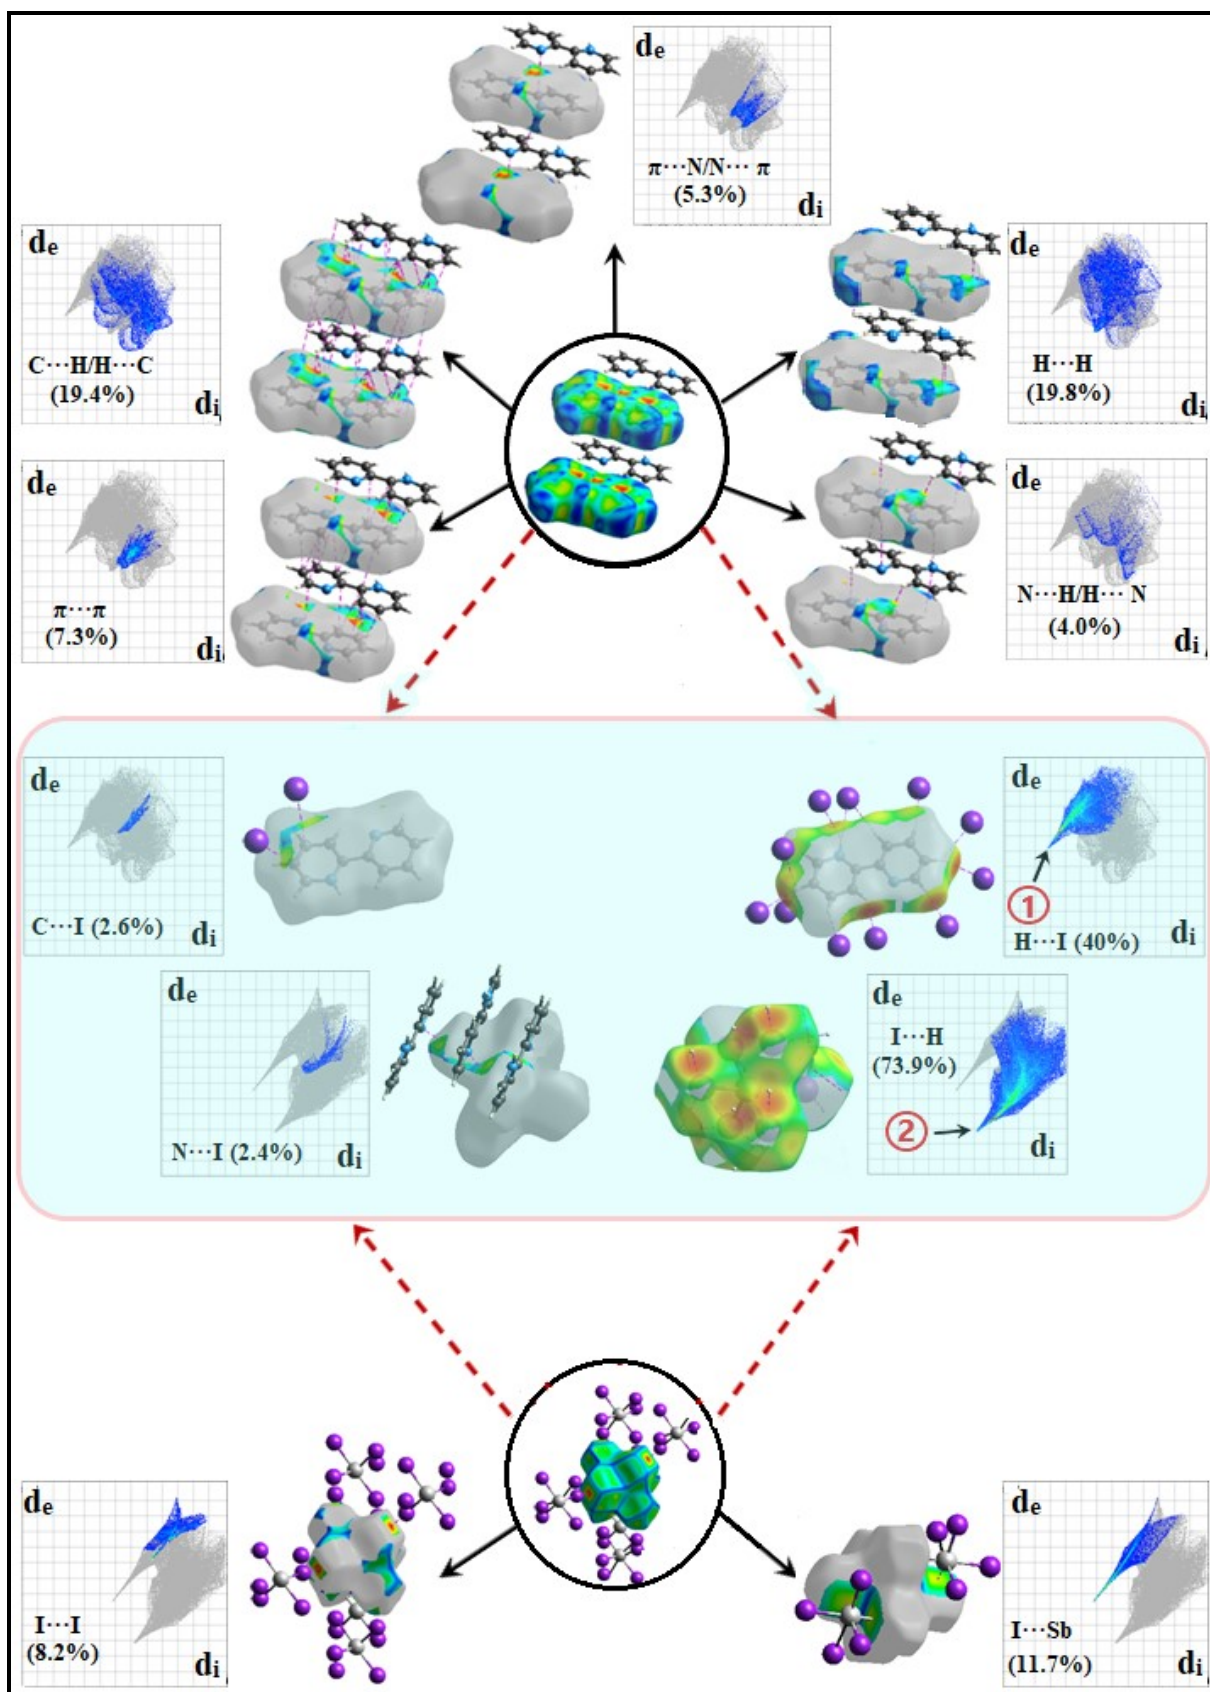 de
π···N/N··· π
(5.3%)
di
de
C···H/H···C
(19.4%)
di
de
H···H
(19.8%)
di
de
π···π
(7.3%)
di
de
N···H/H··· N
(4.0%)
di
de
C···I (2.6%)
di
de
①
H···I (40%)
di
de
N···I (2.4%)
di
de
I···H
(73.9%)
②
di
de
I···I
(8.2%)
di
de
I···Sb
(11.7%)
di